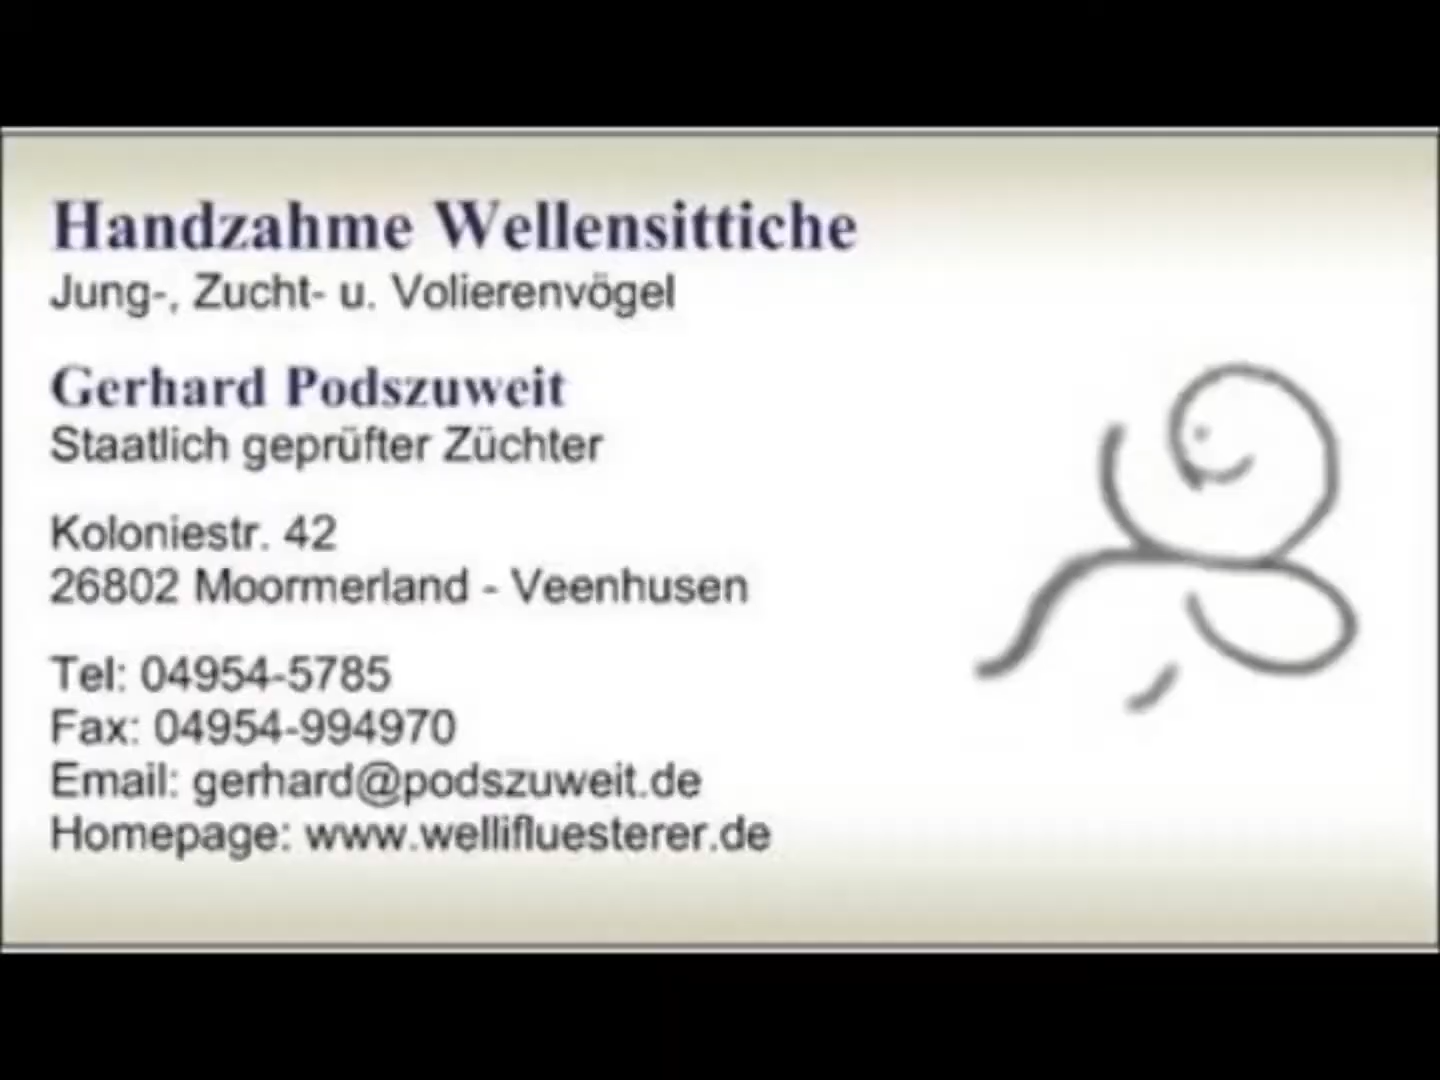 Handzahme Wellensittiche
Jung-, Zucht- u. Volierenvögel
Gerhard Podszuweit
Staatlich geprüfter Züchter
Koloniestr. 42
26802 Moormerland - Veenhusen
Tel: 04954-5785
Fax: 04954-994970
Email: gerhard@podszuweit.de
Homepage: www.wellifluesterer.de